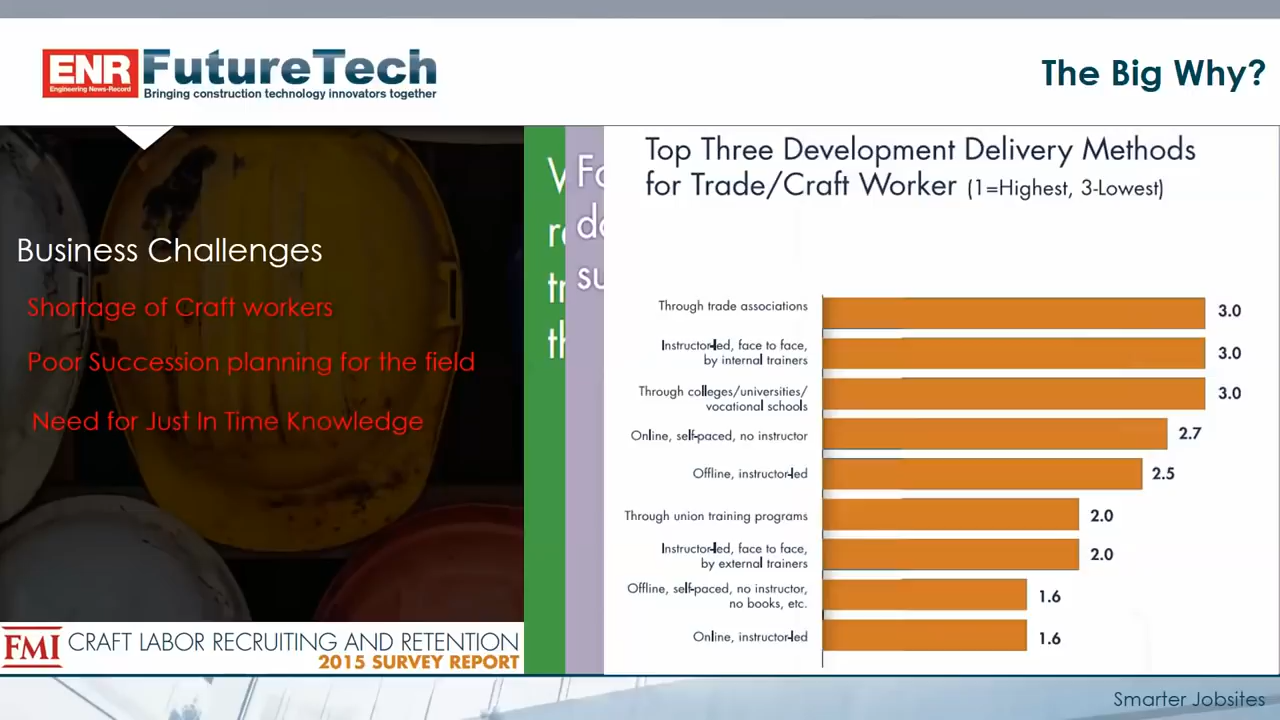 ENR FutureTech
Engineering News-Record
Bringing construction technology innovators together
The Big Why?
Business Challenges
Shortage of Craft workers
Poor Succession planning for the field
Need for Just In Time Knowledge
FMI CRAFT LABOR RECRUITING AND RETENTION
2015 SURVEY REPORT
Top Three Development Delivery Methods
for Trade/Craft Worker (1=Highest, 3-Lowest)
Through trade associations 3.0
Instructor-led, face to face,
by internal trainers 3.0
Through colleges/universities/
vocational schools 3.0
Online, self-paced, no instructor 2.7
Offline, instructor-led 2.5
Through union training programs 2.0
Instructor-led, face to face,
by external trainers 2.0
Offline, self-paced, no instructor,
no books, etc. 1.6
Online, instructor-led 1.6
Smarter Jobsites